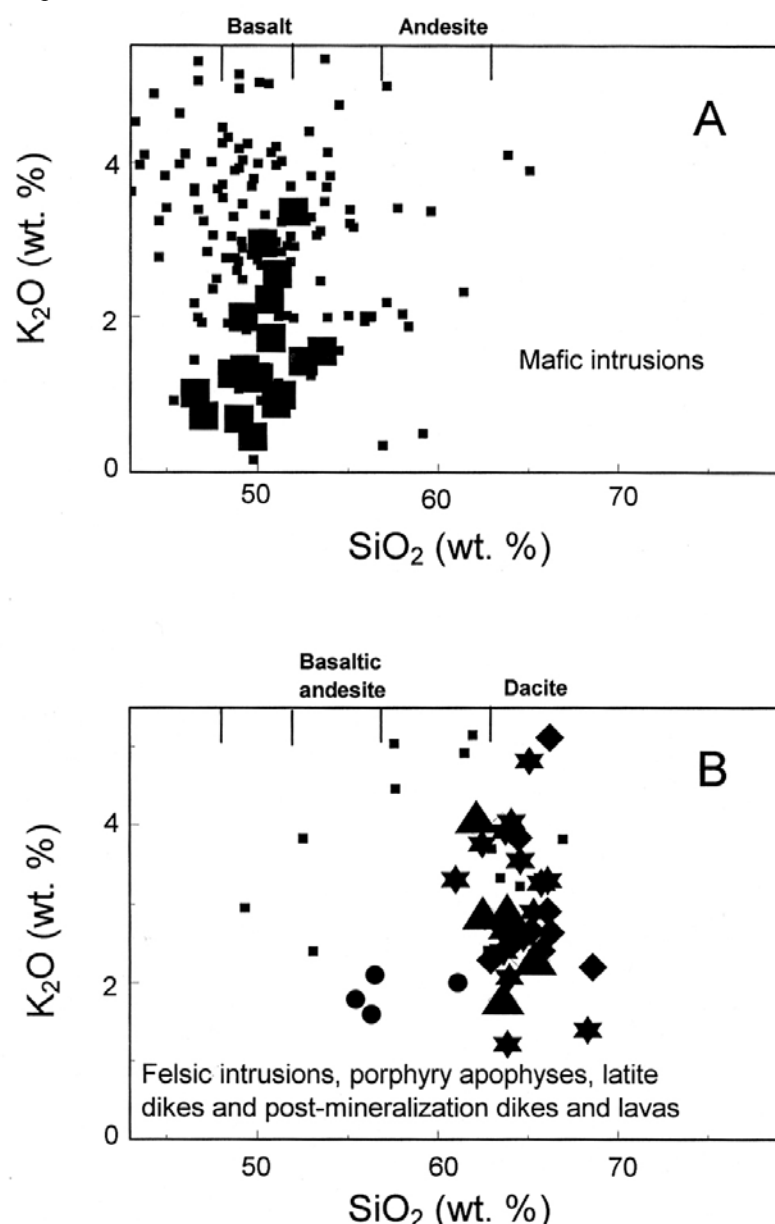 Basalt Andesite
A
4
K₂O (wt. %)
2
Mafic intrusions
0
50 60 70
SiO₂ (wt. %)
Basaltic
andesite Dacite
B
4
K₂O (wt. %)
2
Felsic intrusions, porphyry apophyses, latite
dikes and post-mineralization dikes and lavas
0
50 60 70
SiO₂ (wt. %)